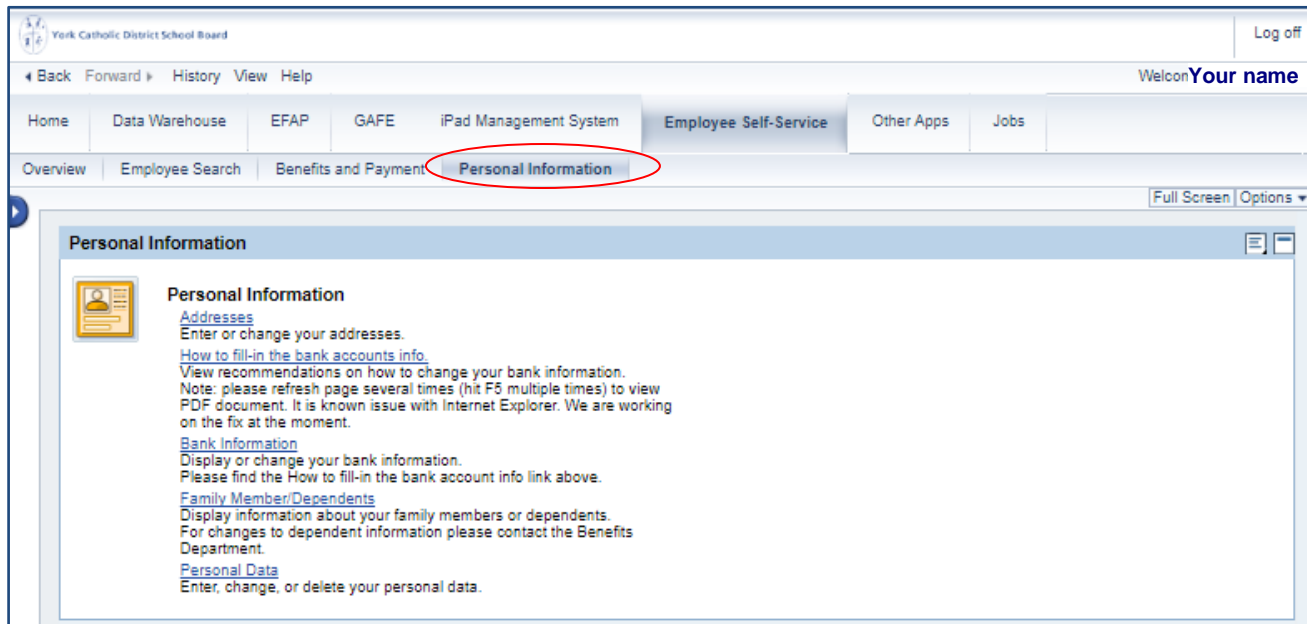 York Catholic District School Board
Log off
Back Forward History View Help
Welcon Your name
Home Data Warehouse EFAP GAFE iPad Management System Employee Self-Service Other Apps Jobs
Overview Employee Search Benefits and Payment Personal Information
Full Screen Options
Personal Information
Personal Information
Addresses
Enter or change your addresses.
How to fill-in the bank accounts info.
View recommendations on how to change your bank information.
Note: please refresh page several times (hit F5 multiple times) to view
PDF document. It is known issue with Internet Explorer. We are working
on the fix at the moment.
Bank Information
Display or change your bank information.
Please find the How to fill-in the bank account info link above.
Family Member/Dependents
Display information about your family members or dependents.
For changes to dependent information please contact the Benefits
Department.
Personal Data
Enter, change, or delete your personal data.